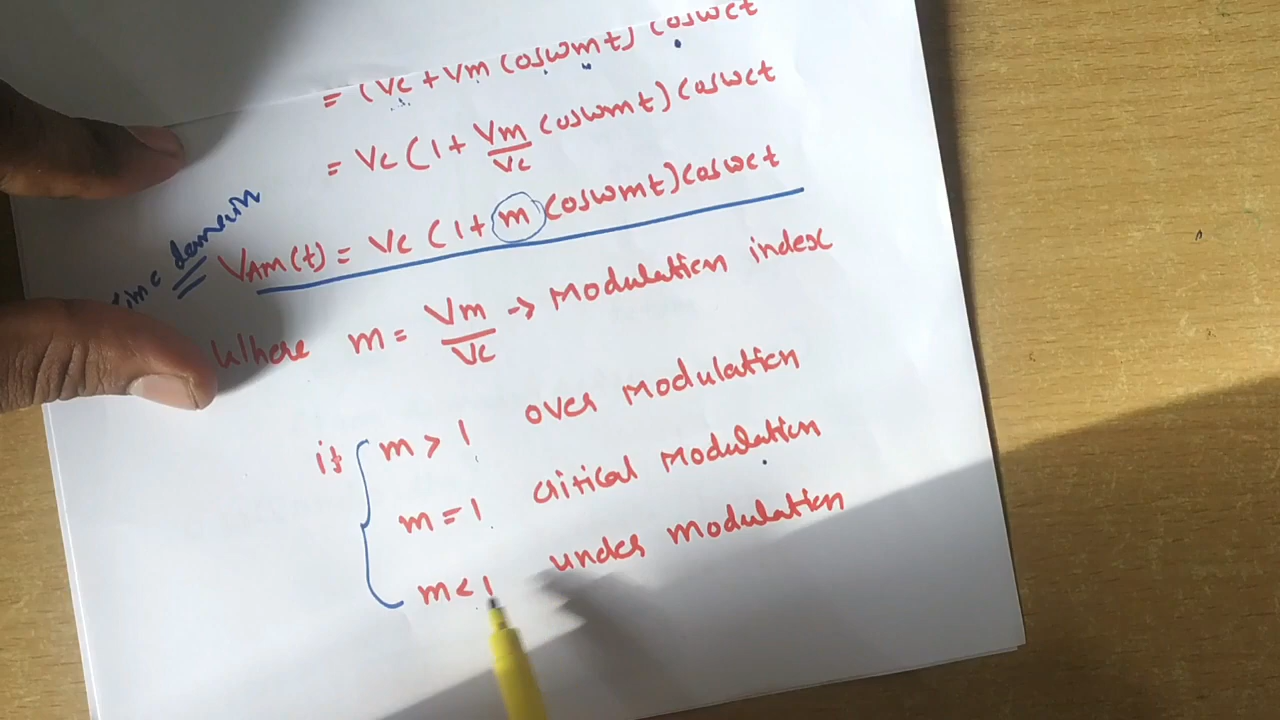 = (Vc + Vm cosωmt) cosωct
= Vc (1 + Vm/Vc cosωmt) cosωct
Time domain
VAM(t) = Vc (1 + m cosωmt) cosωct
Where m = Vm/Vc → Modulation index
if m > 1 over modulation
m = 1 critical modulation
m < 1 under modulation